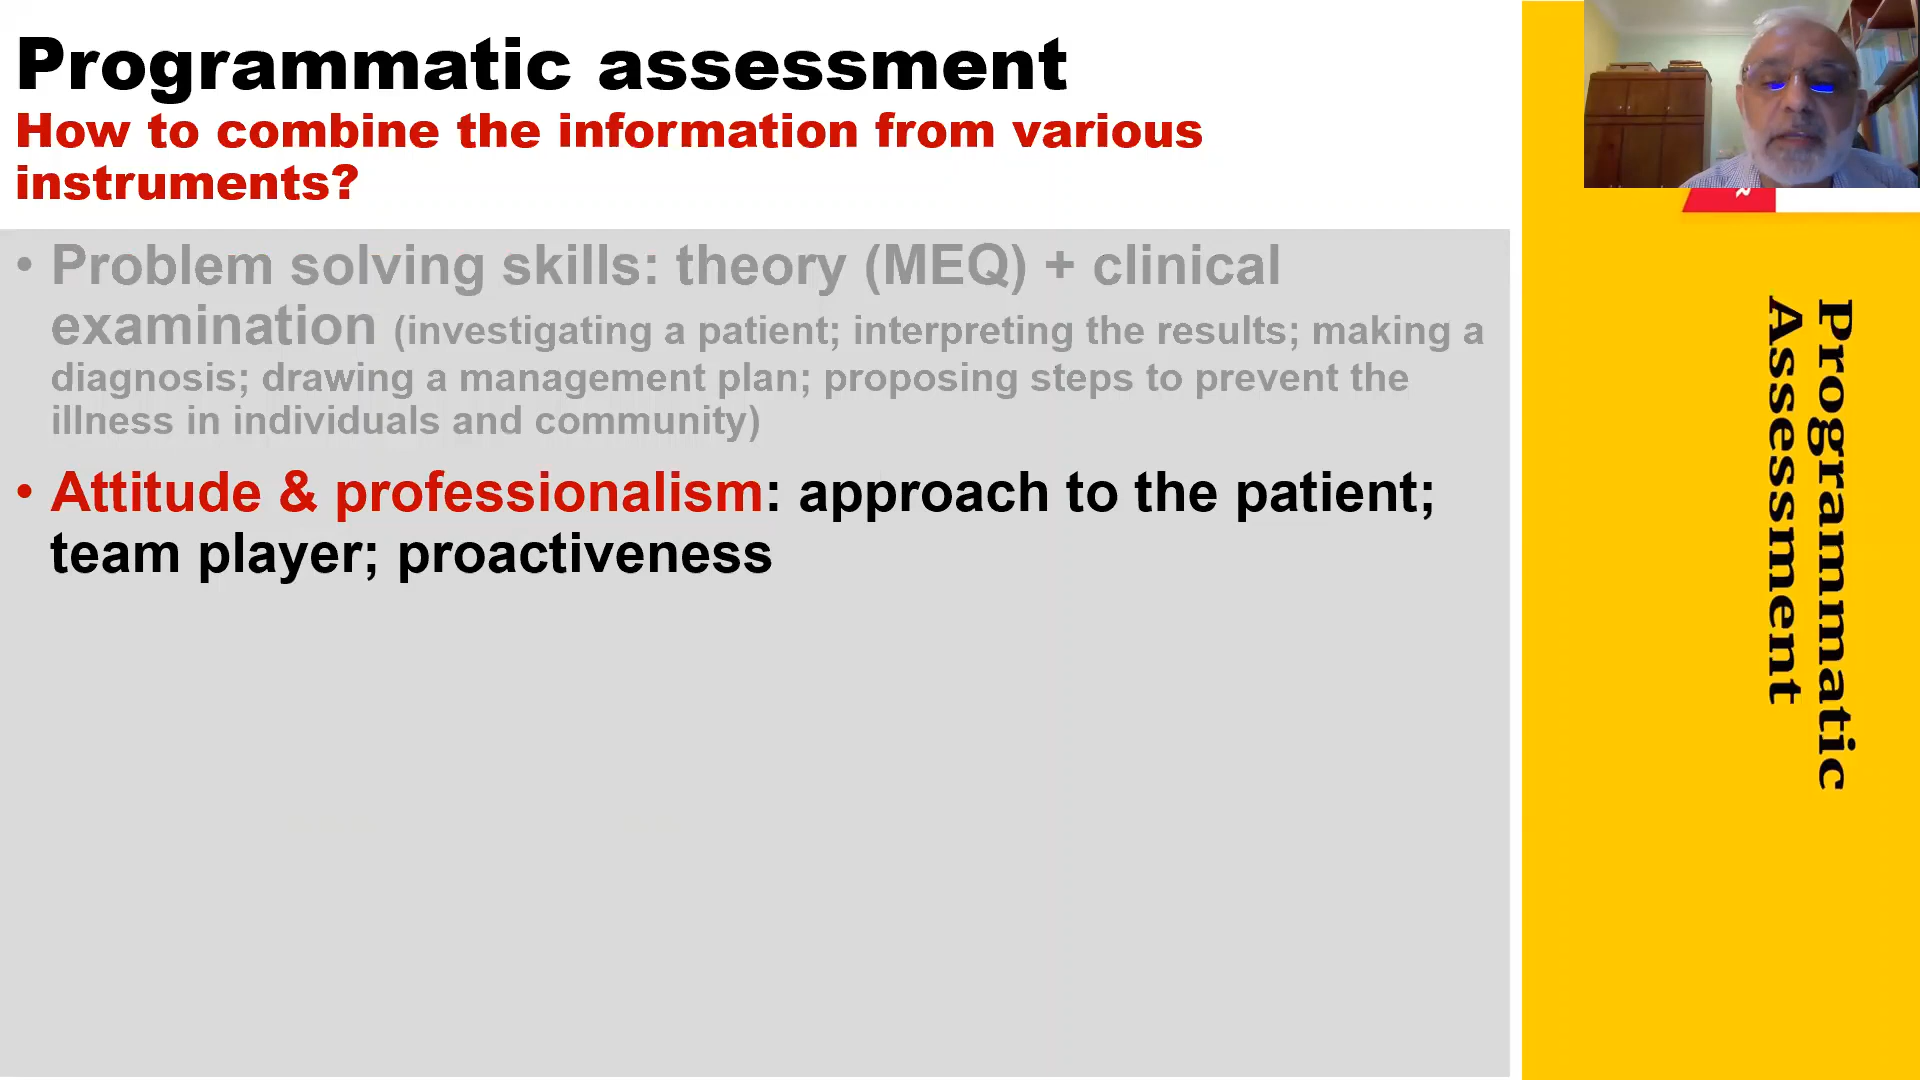 Programmatic assessment
How to combine the information from various
instruments?
• Problem solving skills: theory (MEQ) + clinical
examination (investigating a patient; interpreting the results; making a
diagnosis; drawing a management plan; proposing steps to prevent the
illness in individuals and community)
• Attitude & professionalism: approach to the patient;
team player; proactiveness
Programmatic
Assessment